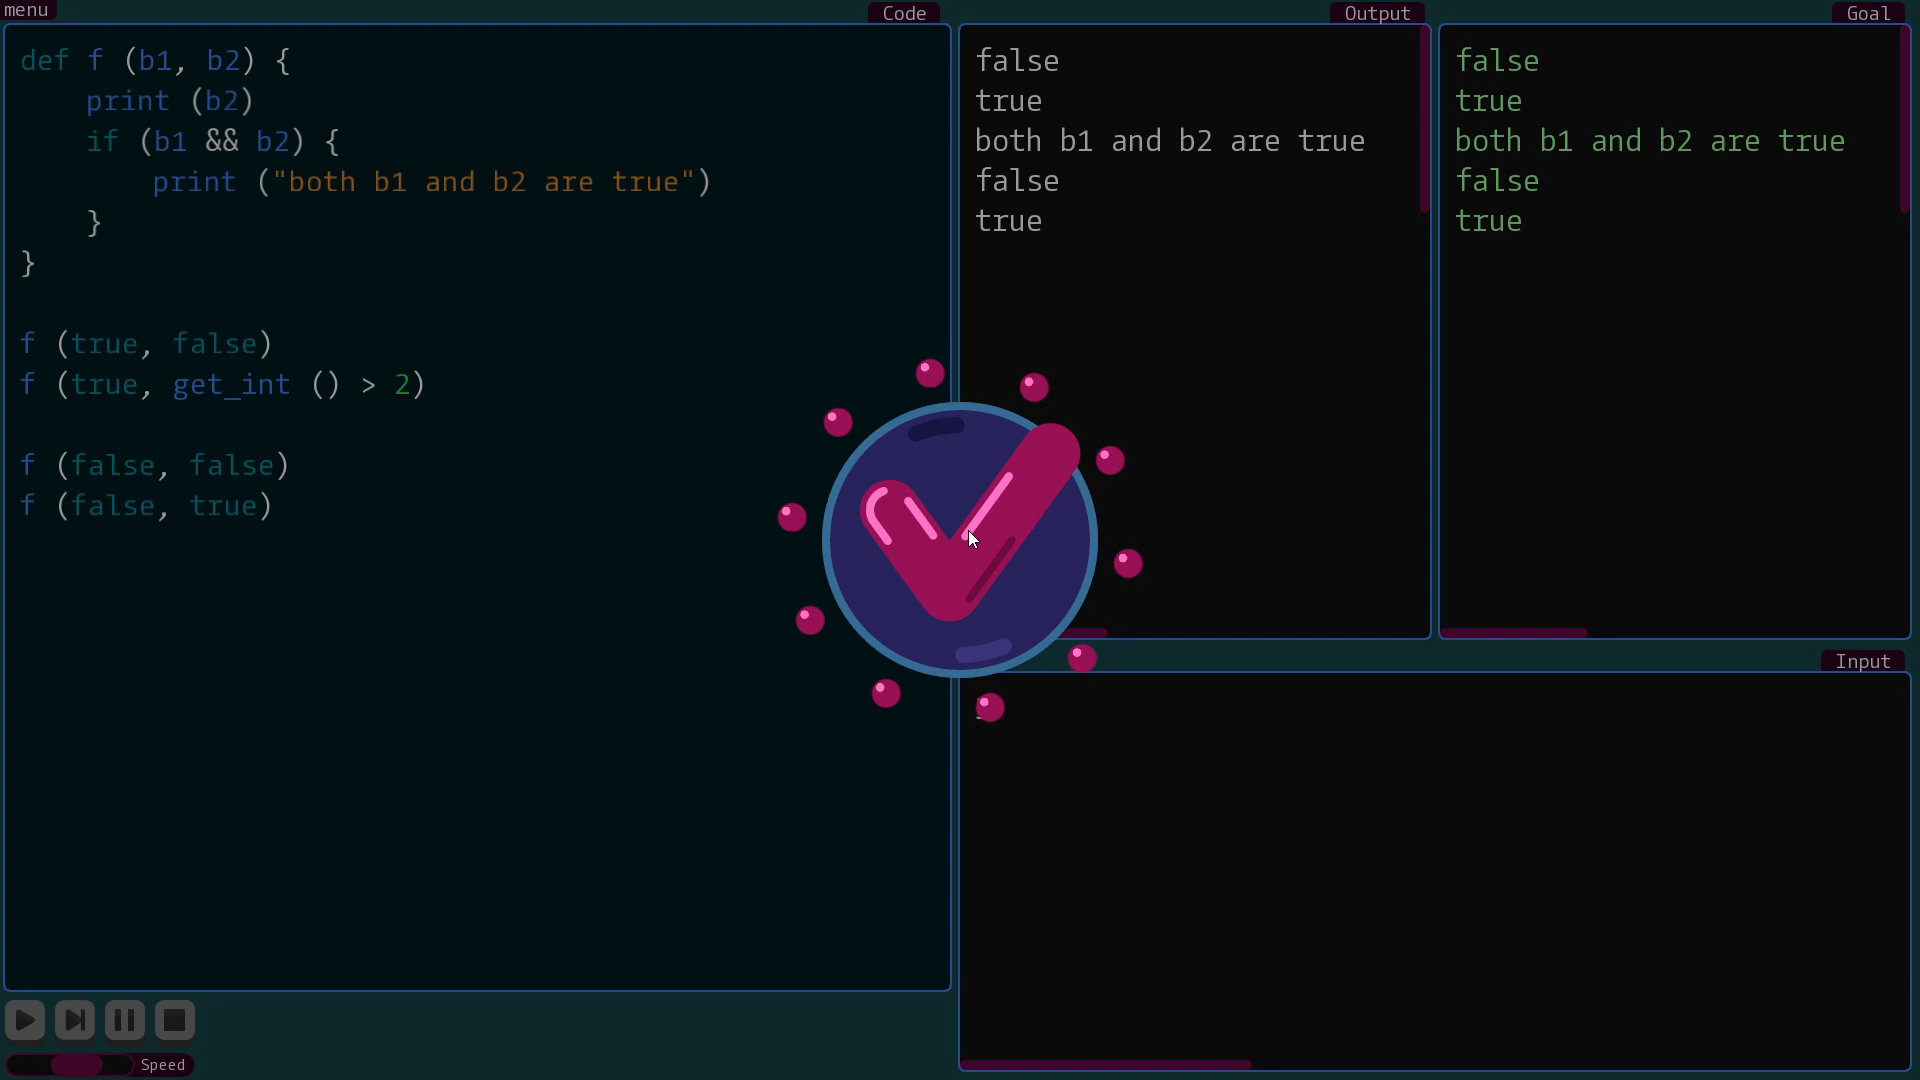 menu
Code
def f (b1, b2) {
print (b2)
if (b1 && b2) {
print ("both b1 and b2 are true")
}
}
f (true, false)
f (true, get_int () > 2)
f (false, false)
f (false, true)
Speed
Output
false
true
both b1 and b2 are true
false
true
Goal
false
true
both b1 and b2 are true
false
true
Input